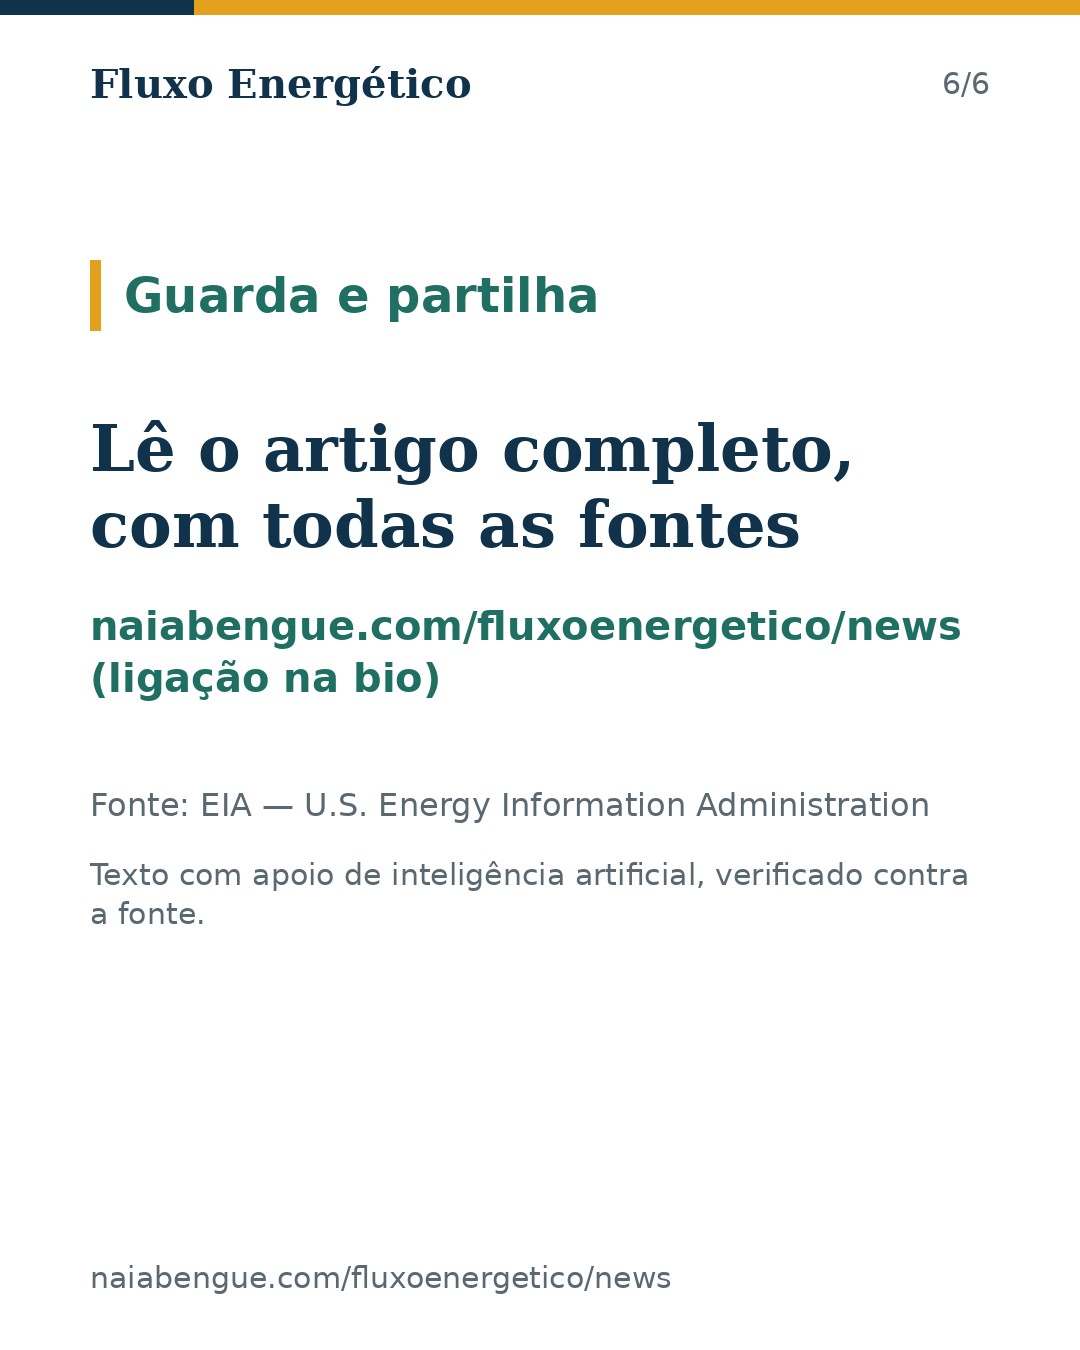 Fluxo Energético
6/6
Guarda e partilha
Lê o artigo completo,
com todas as fontes
naiabengue.com/fluxoenergetico/news
(ligação na bio)
Fonte: EIA — U.S. Energy Information Administration
Texto com apoio de inteligência artificial, verificado contra
a fonte.
naiabengue.com/fluxoenergetico/news